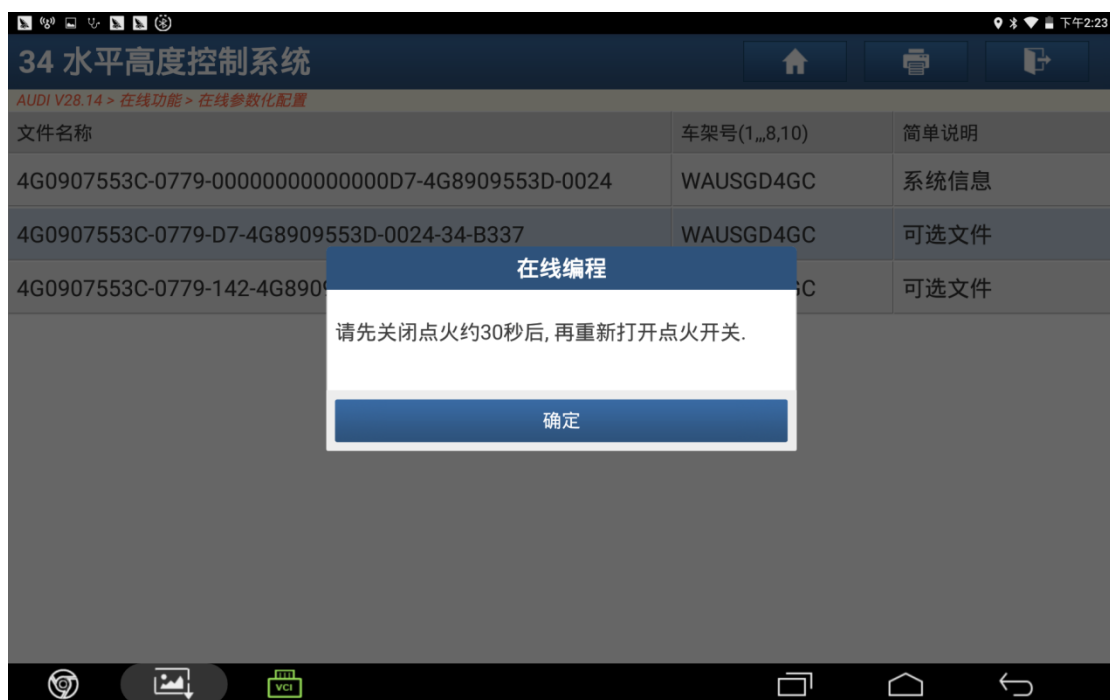 下午2:23
34 水平高度控制系统
AUDI V28.14 > 在线功能 > 在线参数化配置
文件名称 车架号(1,,,8,10) 简单说明
4G0907553C-0779-00000000000000D7-4G8909553D-0024 WAUSGD4GC 系统信息
4G0907553C-0779-D7-4G8909553D-0024-34-B337 WAUSGD4GC 可选文件
4G0907553C-0779-142-4G890 GC 可选文件
在线编程
请先关闭点火约30秒后, 再重新打开点火开关.
确定
VCI